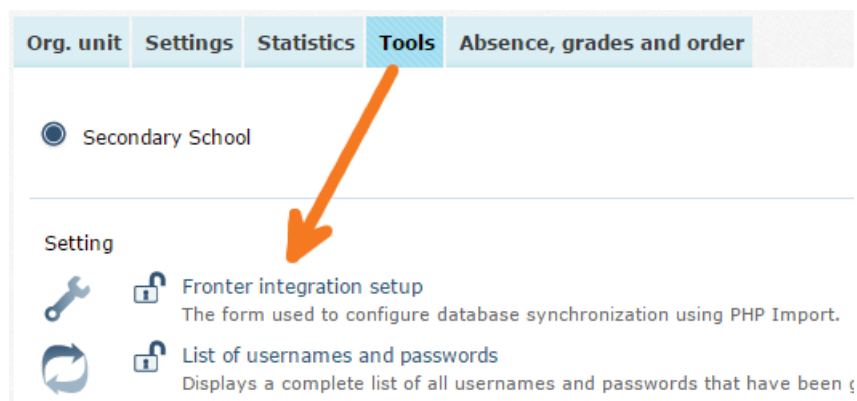 Org. unit Settings Statistics Tools Absence, grades and order
Secondary School
Setting
Fronter integration setup
The form used to configure database synchronization using PHP Import.
List of usernames and passwords
Displays a complete list of all usernames and passwords that have been